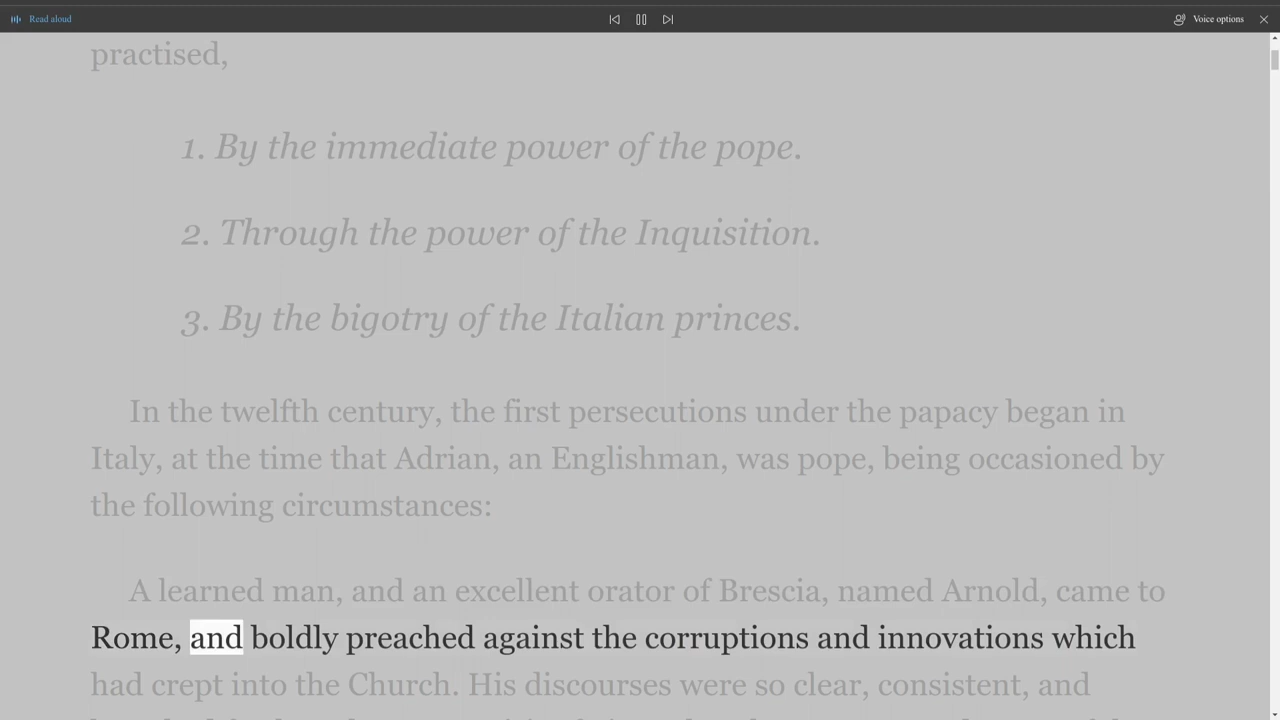 Read aloud
Voice options
practised,
1. By the immediate power of the pope.
2. Through the power of the Inquisition.
3. By the bigotry of the Italian princes.
In the twelfth century, the first persecutions under the papacy began in
Italy, at the time that Adrian, an Englishman, was pope, being occasioned by
the following circumstances:
A learned man, and an excellent orator of Brescia, named Arnold, came to
Rome, and boldly preached against the corruptions and innovations which
had crept into the Church. His discourses were so clear, consistent, and